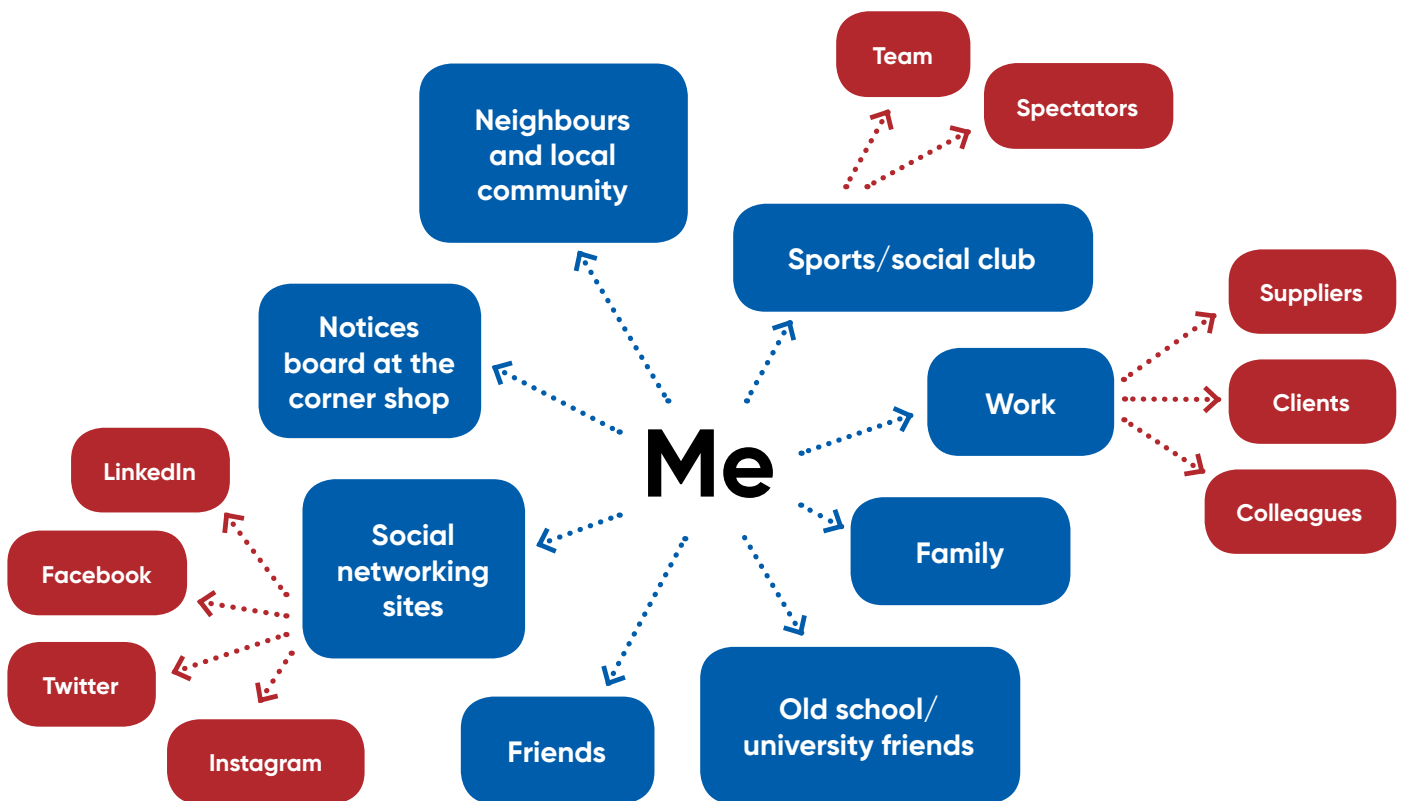 Team
Spectators
Neighbours
and local
community
Sports/social club
Suppliers
Notices
board at the
corner shop
Work
Clients
Me
LinkedIn
Colleagues
Social
networking
sites
Family
Facebook
Twitter
Instagram
Friends
Old school/
university friends